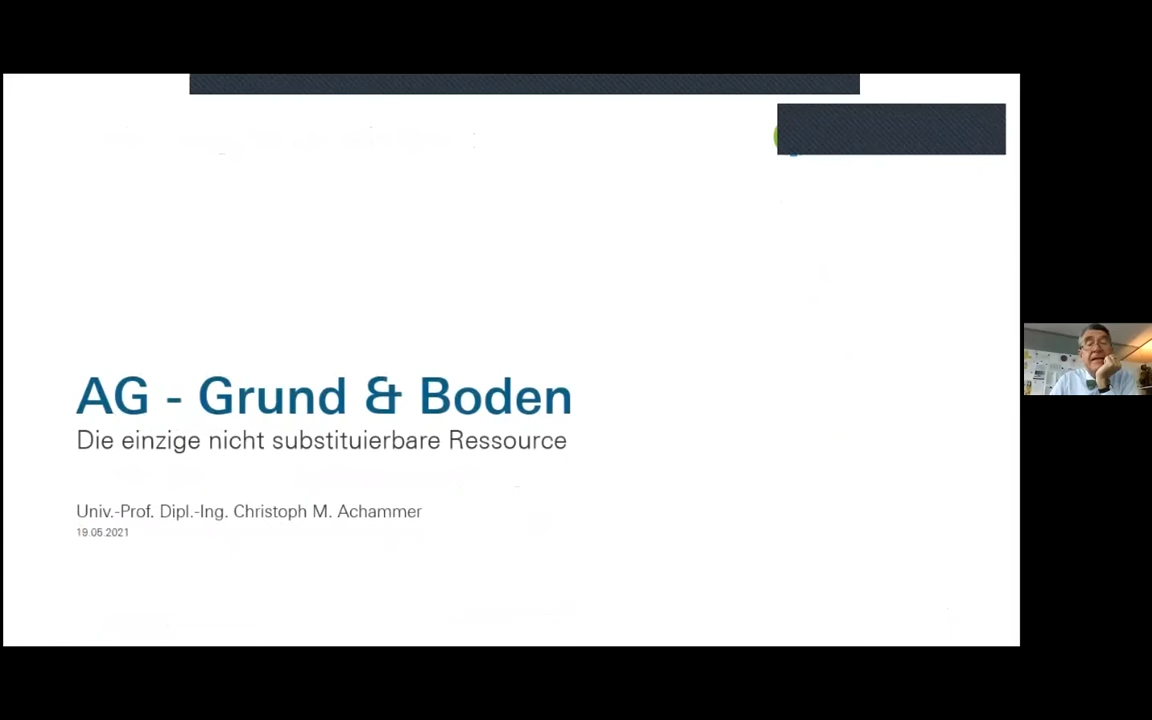 AG - Grund & Boden
Die einzige nicht substituierbare Ressource
Univ.-Prof. Dipl.-Ing. Christoph M. Achammer
19.05.2021